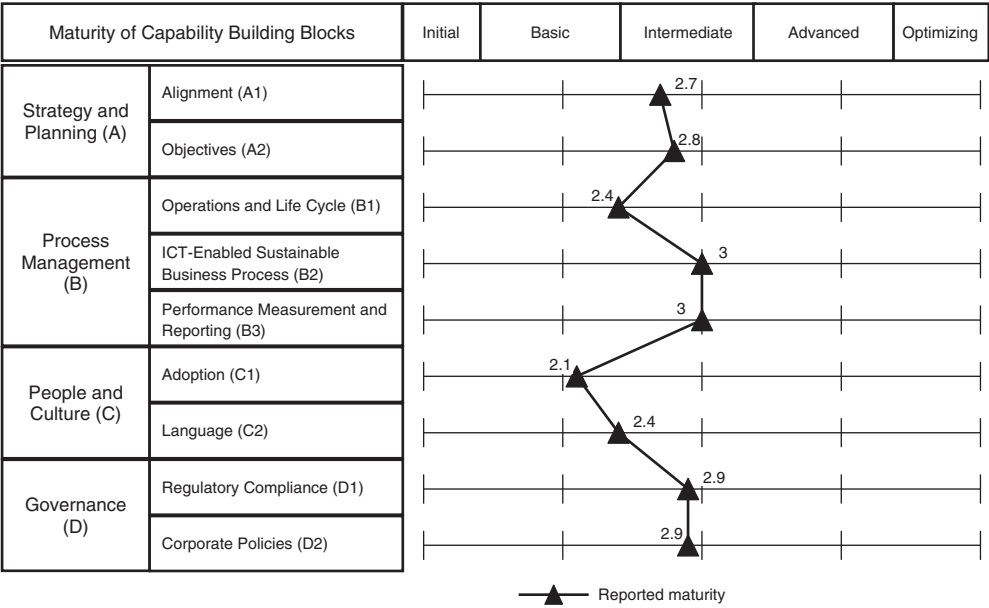 Maturity of Capability Building Blocks
Initial
Basic
Intermediate
Advanced
Optimizing
Strategy and
Planning (A)
Alignment (A1)
2.7
Objectives (A2)
2.8
Process
Management
(B)
Operations and Life Cycle (B1)
2.4
ICT-Enabled Sustainable
Business Process (B2)
3
Performance Measurement and
Reporting (B3)
3
People and
Culture (C)
Adoption (C1)
2.1
Language (C2)
2.4
Governance
(D)
Regulatory Compliance (D1)
2.9
Corporate Policies (D2)
2.9
Reported maturity